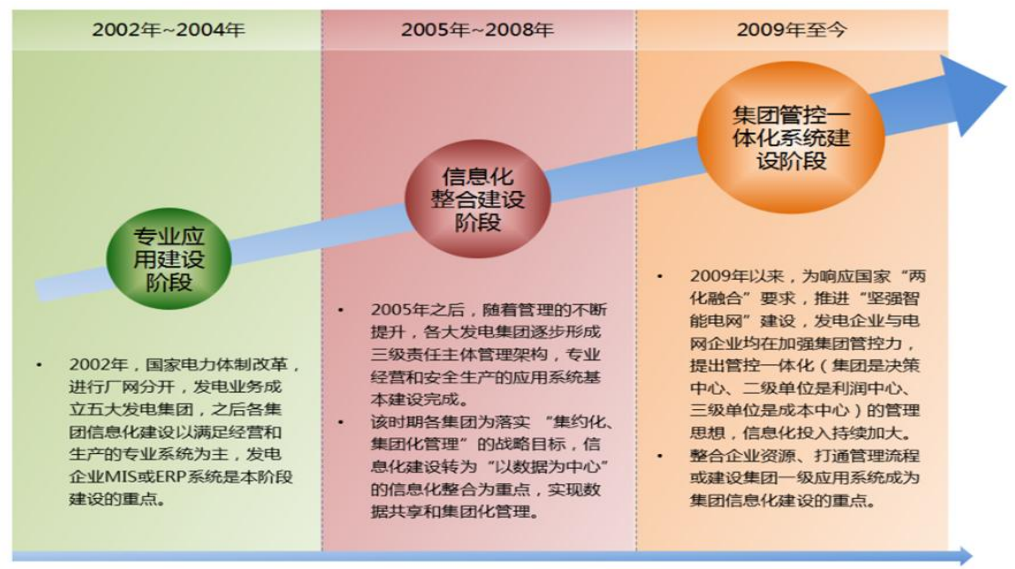 2002年~2004年
专业应
用建设
阶段
• 2002年，国家电力体制改革，
进行厂网分开，发电业务成
立五大发电集团，之后各集
团信息化建设以满足经营和
生产的专业系统为主，发电
企业MIS或ERP系统是本阶段
建设的重点。
2005年~2008年
信息化
整合建设
阶段
• 2005年之后，随着管理的不断
提升，各大发电集团逐步形成
三级责任主体管理架构，专业
经营和安全生产的应用系统基
本建设完成。
• 该时期各集团为落实 “集约化、
集团化管理”的战略目标，信
息化建设转为“以数据为中心”
的信息化整合为重点，实现数
据共享和集团化管理。
2009年至今
集团管控一
体化系统建
设阶段
• 2009年以来，为响应国家“两
化融合”要求，推进“坚强智
能电网”建设，发电企业与电
网企业均在加强集团管控力，
提出管控一体化（集团是决策
中心、二级单位是利润中心、
三级单位是成本中心）的管理
思想，信息化投入持续加大。
• 整合企业资源、打通管理流程
或建设集团一级应用系统成为
集团信息化建设的重点。